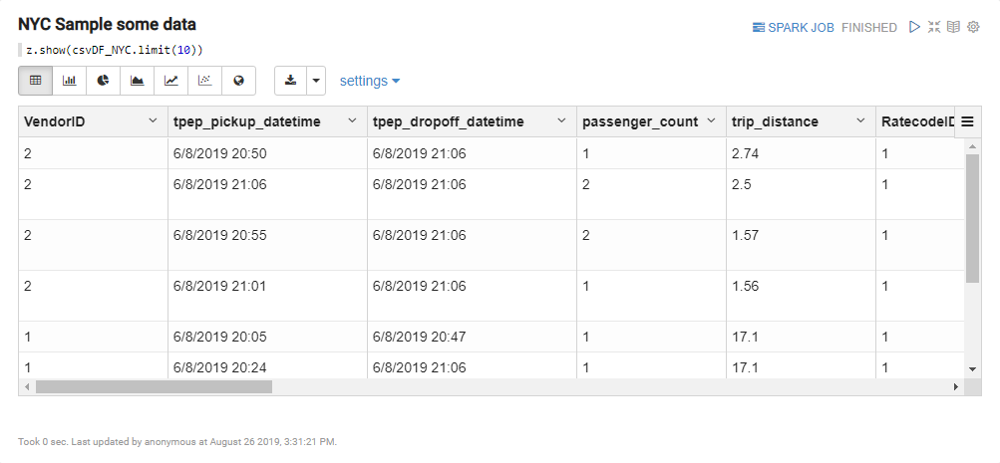 NYC Sample some data
SPARK JOB FINISHED
z.show(csvDF_NYC.limit(10))
settings
VendorID tpep_pickup_datetime tpep_dropoff_datetime passenger_count trip_distance RatecodeID
2 6/8/2019 20:50 6/8/2019 21:06 1 2.74 1
2 6/8/2019 21:06 6/8/2019 21:06 2 2.5 1
2 6/8/2019 20:55 6/8/2019 21:06 2 1.57 1
2 6/8/2019 21:01 6/8/2019 21:06 1 1.56 1
1 6/8/2019 20:05 6/8/2019 20:47 1 17.1 1
1 6/8/2019 20:24 6/8/2019 21:06 1 17.1 1
Took 0 sec. Last updated by anonymous at August 26 2019, 3:31:21 PM.